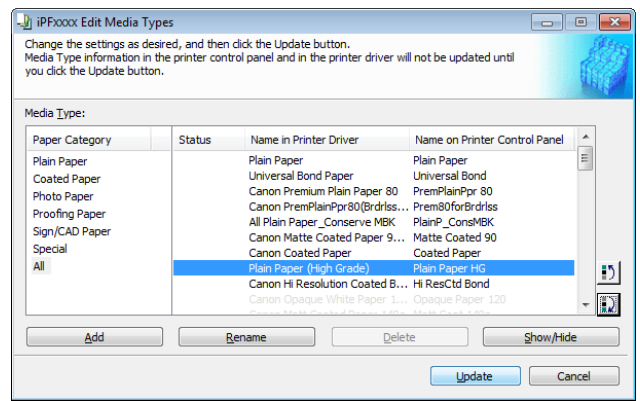 iPFxxxx Edit Media Types
Change the settings as desired, and then click the Update button.
Media Type information in the printer control panel and in the printer driver will not be updated until
you click the Update button.
Media Type:
Paper Category Status Name in Printer Driver Name on Printer Control Panel
Plain Paper
Coated Paper
Photo Paper
Proofing Paper
Sign/CAD Paper
Special
All
Plain Paper Plain Paper
Universal Bond Paper Universal Bond
Canon Premium Plain Paper 80 PremPlainPpr 80
Canon PremPlainPpr80(Brdrlss... Prem80forBrdrlss
All Plain Paper_Conserve MBK PlainP_ConsMBK
Canon Matte Coated Paper 9... Matte Coated 90
Canon Coated Paper Coated Paper
Plain Paper (High Grade) Plain Paper HG
Canon Hi Resolution Coated B... Hi ResCtd Bond
Canon Opaque White Paper 1... Opaque Paper 120
Add Rename Delete Show/Hide
Update Cancel